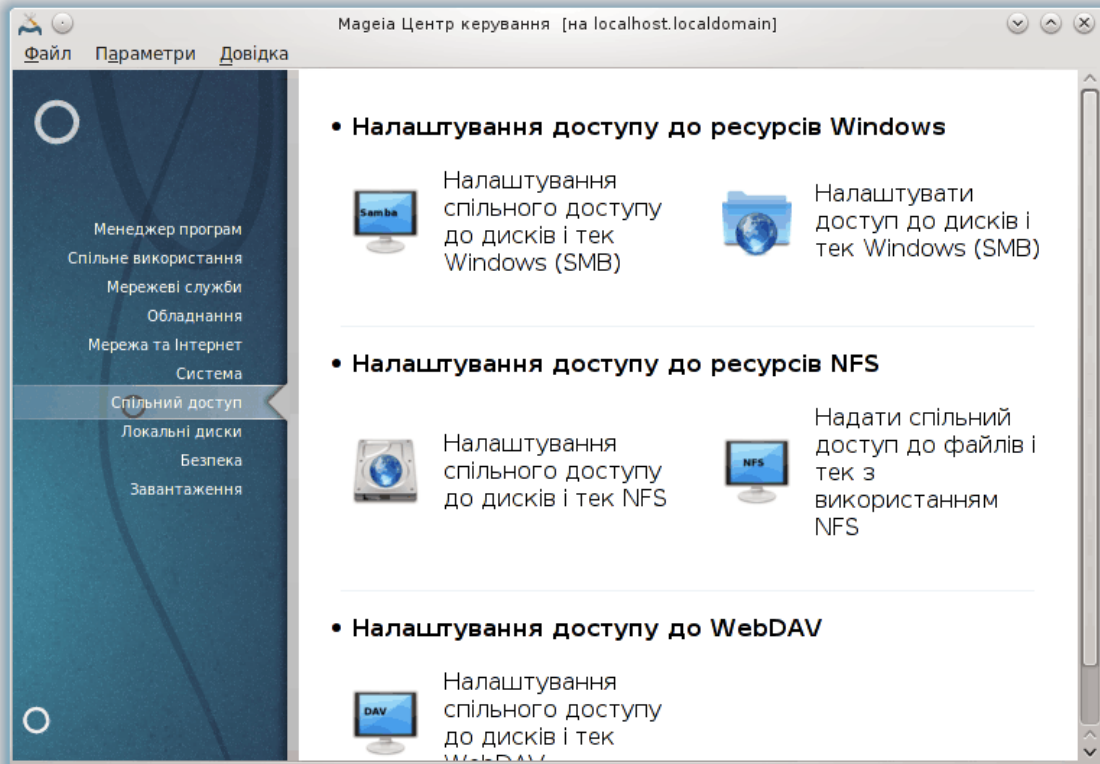 Mageia Центр керування [на localhost.localdomain]
Файл Параметри Довідка
Менеджер програм
Спільне використання
Мережеві служби
Обладнання
Мережа та Інтернет
Система
Спільний доступ
Локальні диски
Безпека
Завантаження
• Налаштування доступу до ресурсів Windows
Samba
Налаштування
спільного доступу
до дисків і тек
Windows (SMB)
Налаштувати
доступ до дисків і
тек Windows (SMB)
• Налаштування доступу до ресурсів NFS
Налаштування
спільного доступу
до дисків і тек NFS
NFS
Надати спільний
доступ до файлів і
тек з
використанням
NFS
• Налаштування доступу до WebDAV
DAV
Налаштування
спільного доступу
до дисків і тек
WebDAV